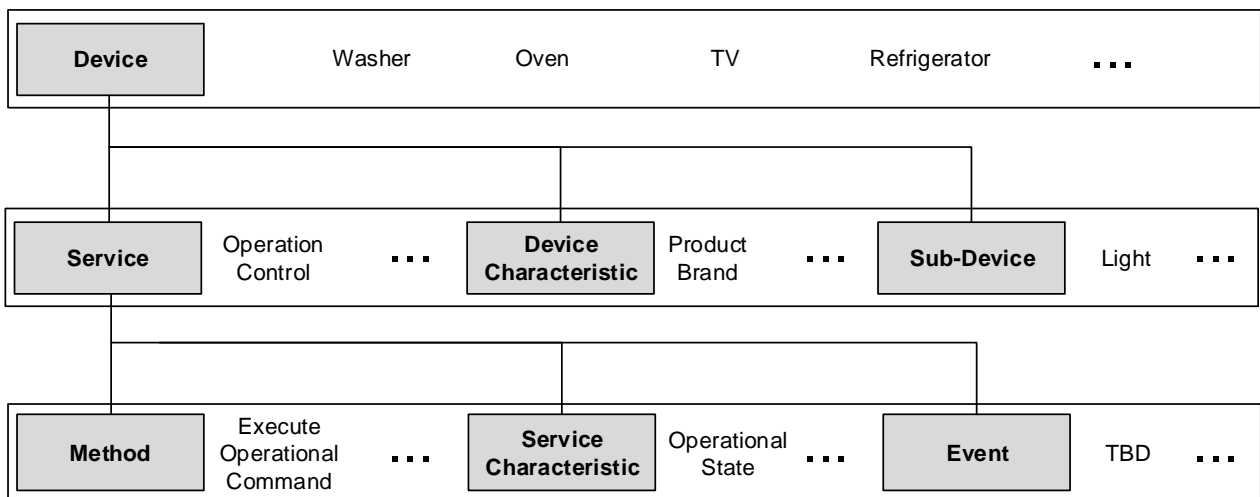 Device Washer Oven TV Refrigerator ...
Service
Operation
Control
...
Device
Characteristic
Product
Brand
...
Sub-Device
Light
...
Method
Execute
Operational
Command
...
Service
Characteristic
Operational
State
...
Event
TBD
...